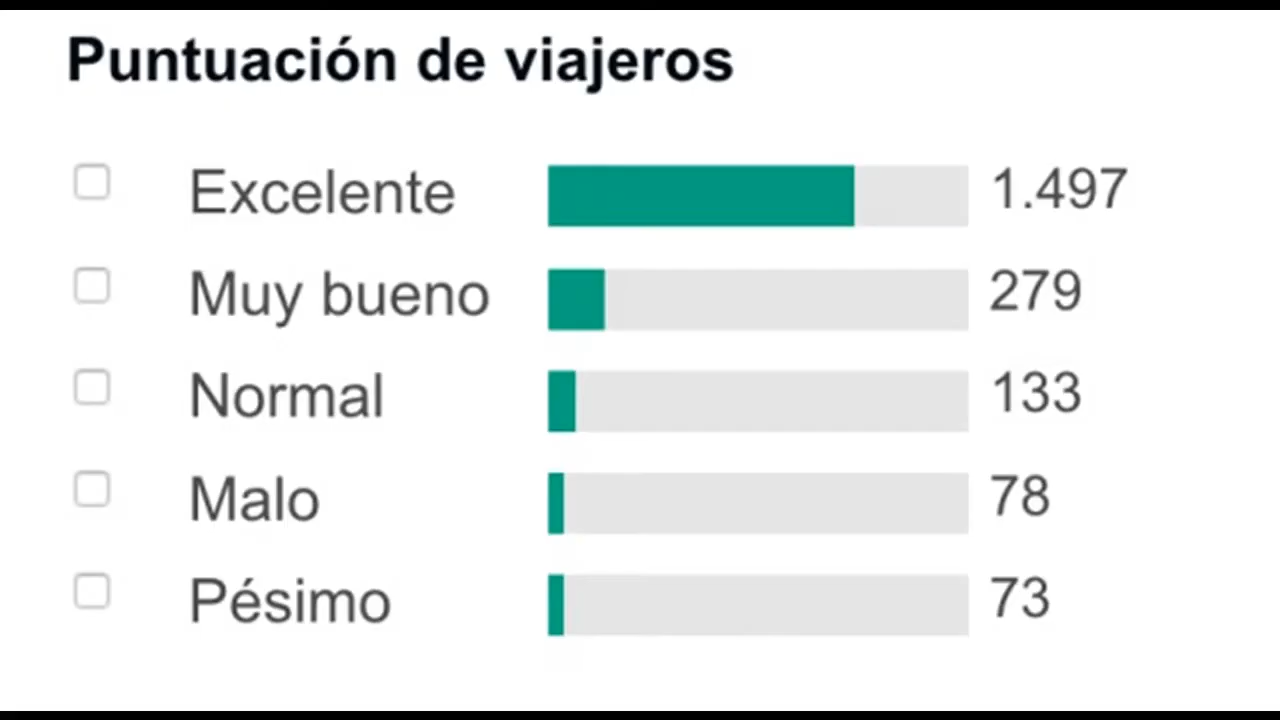 Puntuación de viajeros
Excelente 1.497
Muy bueno 279
Normal 133
Malo 78
Pésimo 73